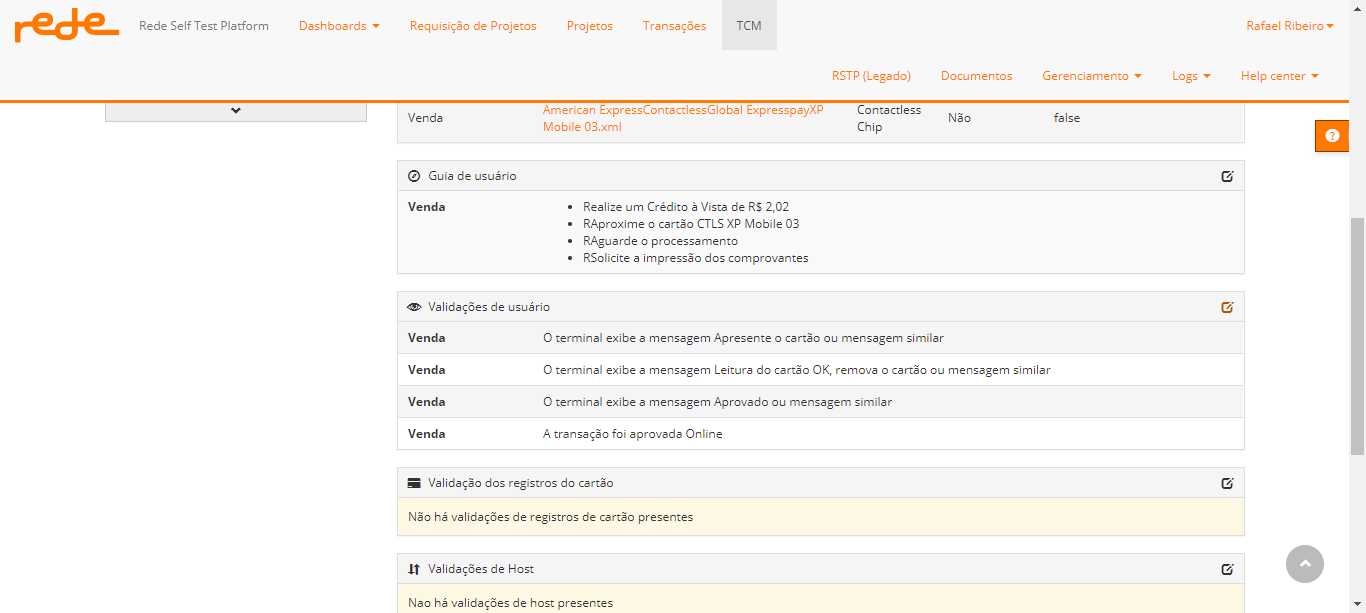 rede Rede Self Test Platform Dashboards Requisição de Projetos Projetos Transações TCM Rafael Ribeiro
RSTP (Legado) Documentos Gerenciamento Logs Help center
American ExpressContactlessGlobal ExpresspayXP Contactless
Venda Não false
Mobile 03.xml Chip
Guia de usuário
Venda Realize um Crédito à Vista de R$ 2,02
RAproxime o cartão CTLS XP Mobile 03
RAguarde o processamento
RSolicite a impressão dos comprovantes
Validações de usuário
Venda O terminal exibe a mensagem Apresente o cartão ou mensagem similar
Venda O terminal exibe a mensagem Leitura do cartão OK, remova o cartão ou mensagem similar
Venda O terminal exibe a mensagem Aprovado ou mensagem similar
Venda A transação foi aprovada Online
Validação dos registros do cartão
Não há validações de registros de cartão presentes
Validações de Host
Nao há validações de host presentes